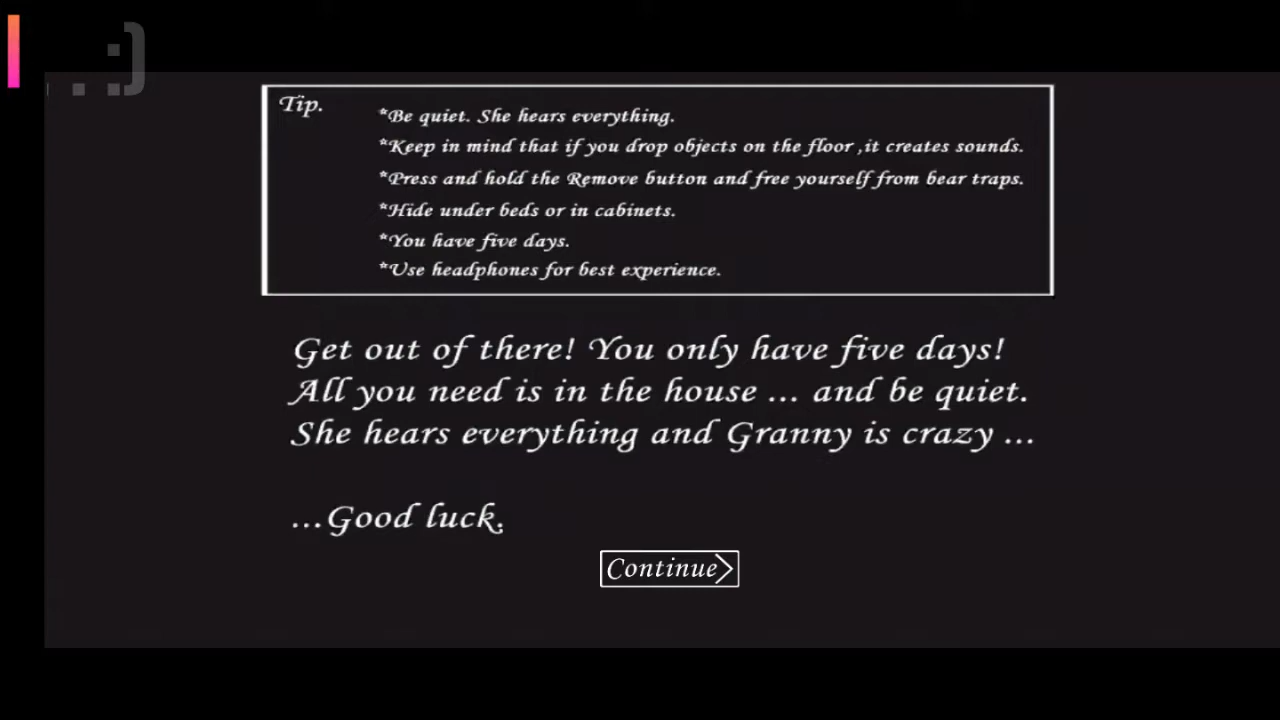 Tip.
*Be quiet. She hears everything.
*Keep in mind that if you drop objects on the floor ,it creates sounds.
*Press and hold the Remove button and free yourself from bear traps.
*Hide under beds or in cabinets.
*You have five days.
*Use headphones for best experience.
Get out of there! You only have five days!
All you need is in the house ... and be quiet.
She hears everything and Granny is crazy ...
...Good luck.
Continue